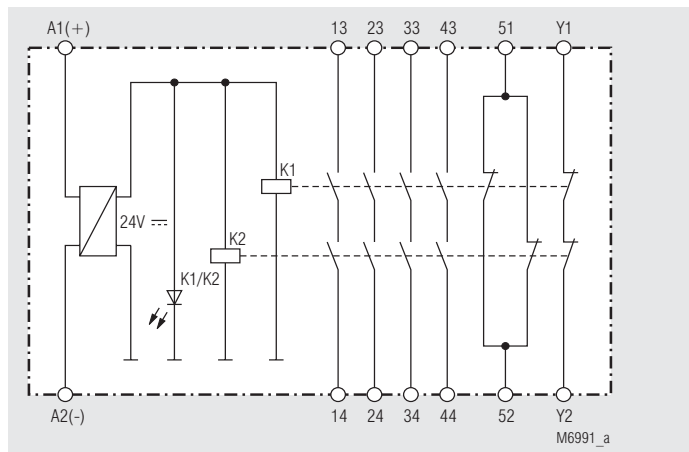 A1(+) 13 23 33 43 51 Y1
K1
24V
K2
K1/K2
A2(-) 14 24 34 44 52 Y2
M6991_a